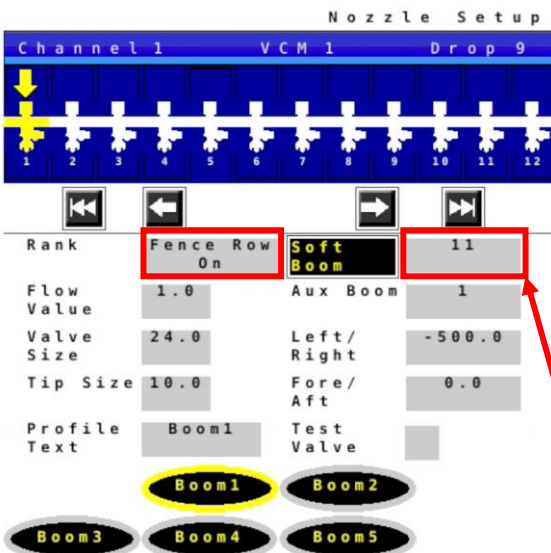 Nozzle Setup
Channel 1 VCM 1 Drop 9
1 2 3 4 5 6 7 8 9 10 11 12
Rank Fence Row On Soft Boom 11
Flow Value 1.0 Aux Boom 1
Valve Size 24.0 Left/Right -500.0
Tip Size 10.0 Fore/Aft 0.0
Profile Text Boom1 Test Valve
Boom1 Boom2
Boom3 Boom4 Boom5